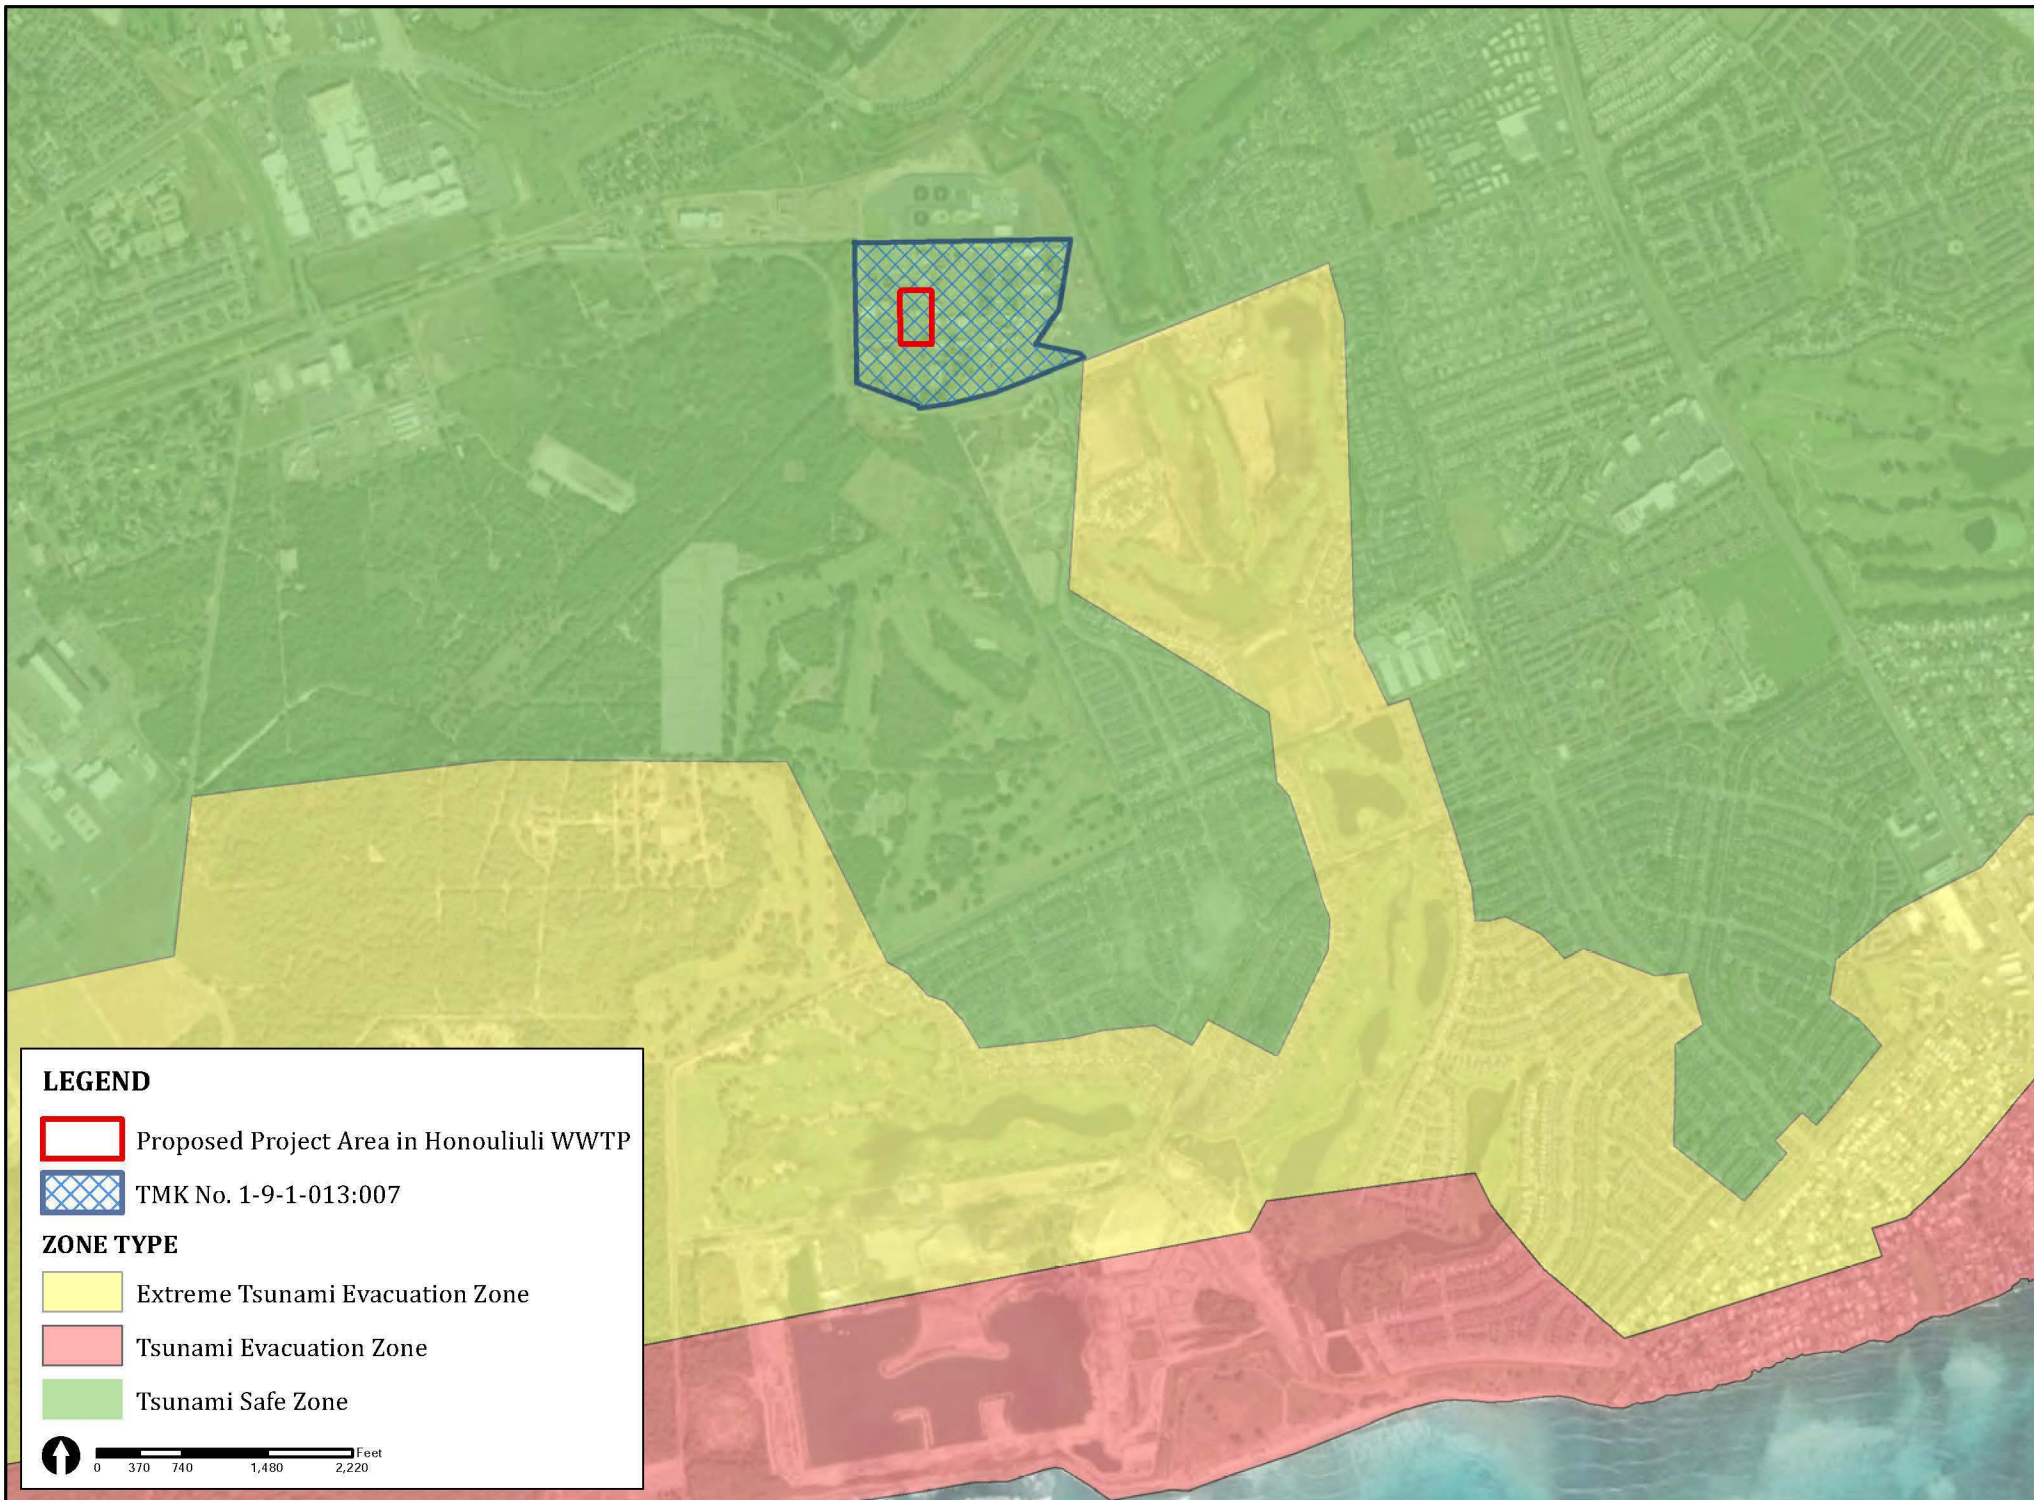 LEGEND
Proposed Project Area in Honouliuli WWTP
TMK No. 1-9-1-013:007
ZONE TYPE
Extreme Tsunami Evacuation Zone
Tsunami Evacuation Zone
Tsunami Safe Zone
Feet
0 370 740 1,480 2,220